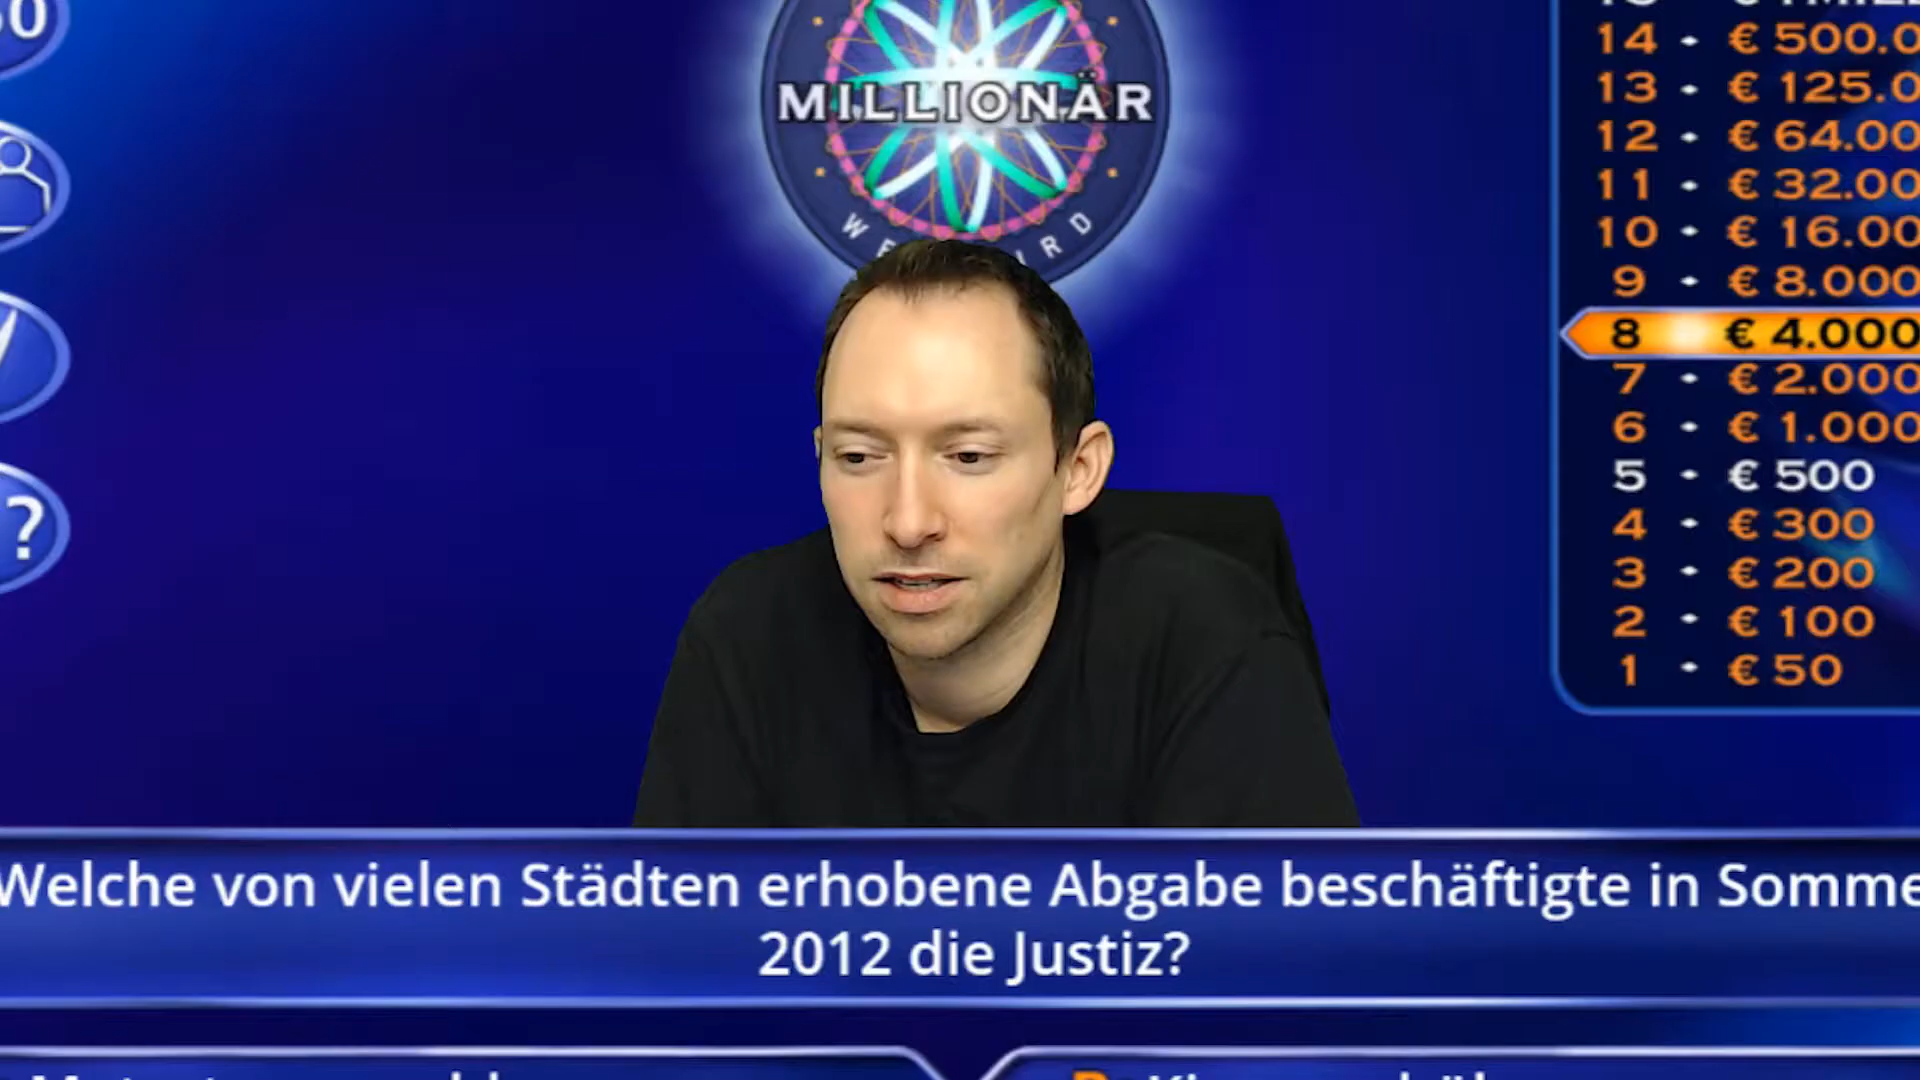 MILLIONÄR
WE IRD
14 € 500.0
13 € 125.0
12 € 64.00
11 € 32.00
10 € 16.00
9 € 8.000
8 € 4.000
7 € 2.000
6 € 1.000
5 € 500
4 € 300
3 € 200
2 € 100
1 € 50
?
Welche von vielen Städten erhobene Abgabe beschäftigte in Somme
2012 die Justiz?